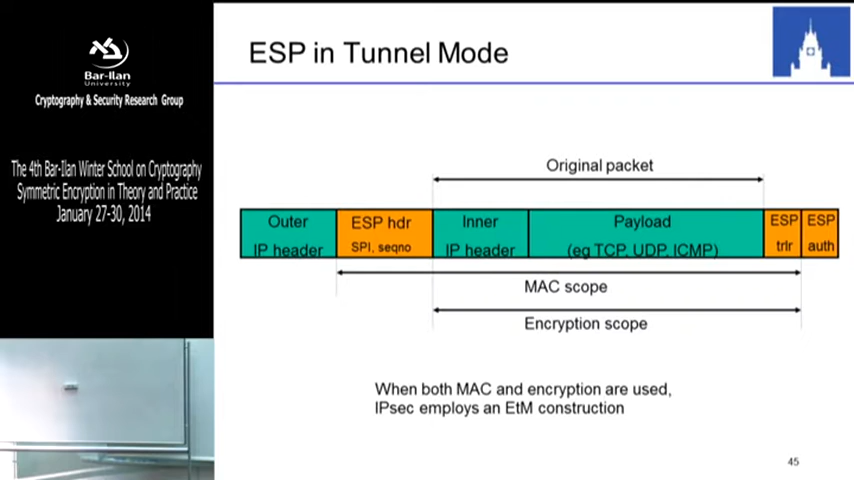 Bar-Ilan
University
Cryptography & Security Research Group
The 4th Bar-Ilan Winter School on Cryptography
Symmetric Encryption in Theory and Practice
January 27-30, 2014
ESP in Tunnel Mode
Original packet
Outer
IP header
ESP hdr
SPI, seqno
Inner
IP header
Payload
(eg TCP, UDP, ICMP)
ESP
trlr
ESP
auth
MAC scope
Encryption scope
When both MAC and encryption are used,
IPsec employs an EtM construction
45